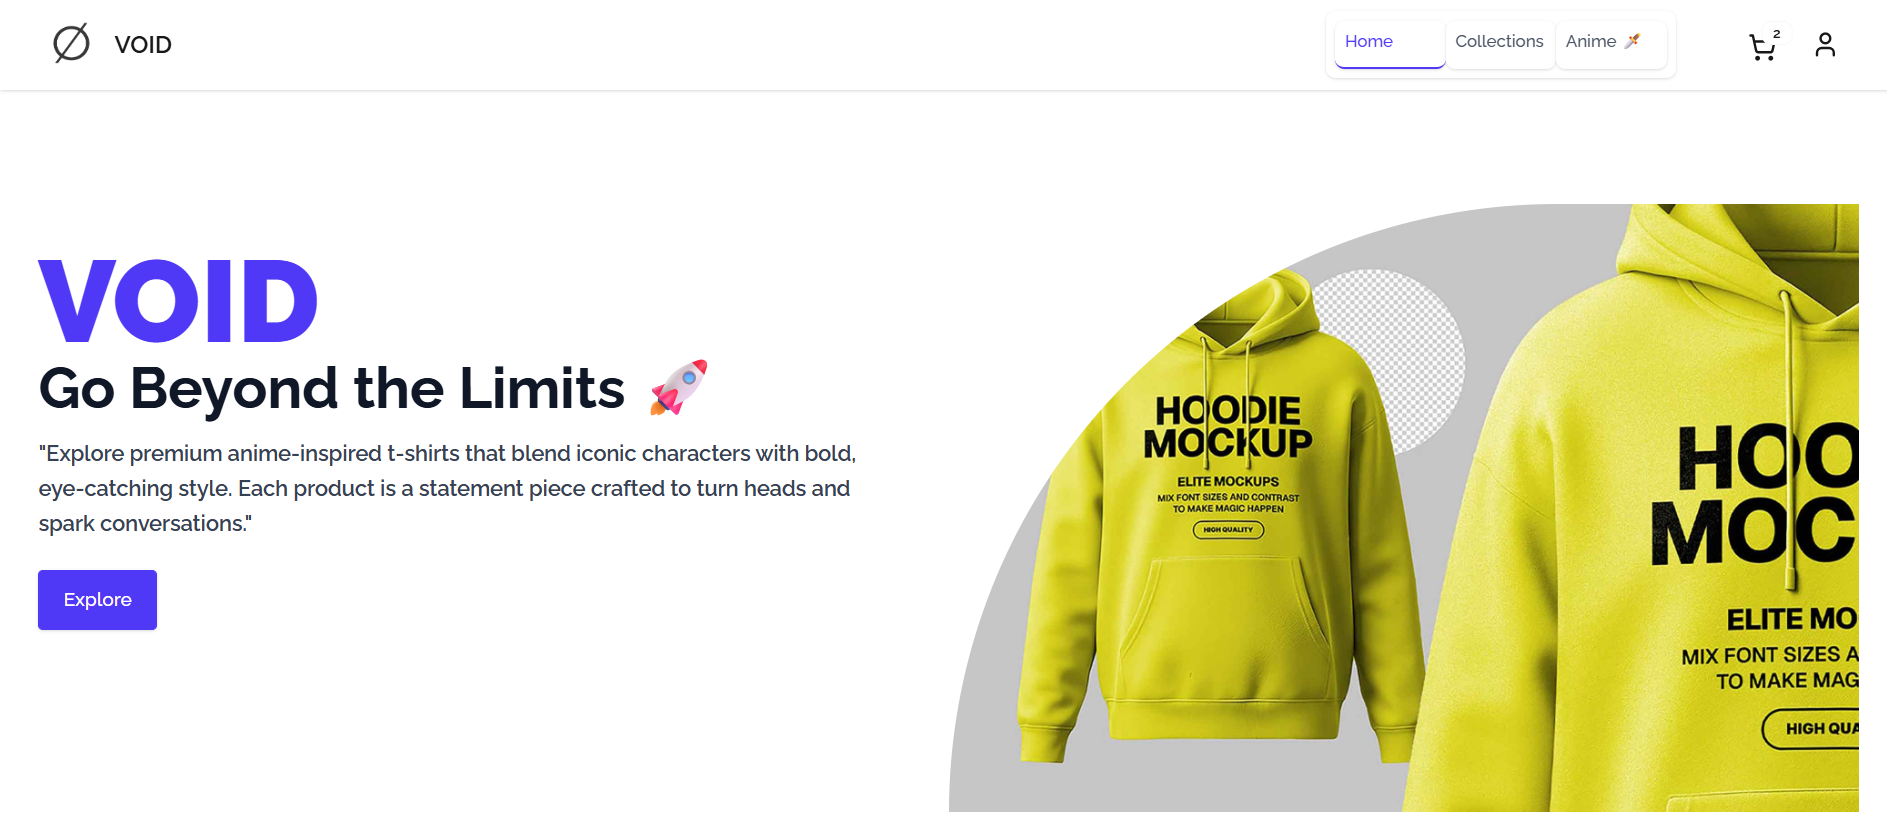 VOID
Home
Collections
Anime 🚀
2
VOID
Go Beyond the Limits 🚀
"Explore premium anime-inspired t-shirts that blend iconic characters with bold,
eye-catching style. Each product is a statement piece crafted to turn heads and
spark conversations."
Explore
HOODIE
MOCKUP
ELITE MOCKUPS
MIX FONT SIZES AND CONTRAST
TO MAKE MAGIC HAPPEN
HIGH QUALITY
HOO
MOC
ELITE MO
MIX FONT SIZES A
TO MAKE MAG
HIGH QUA